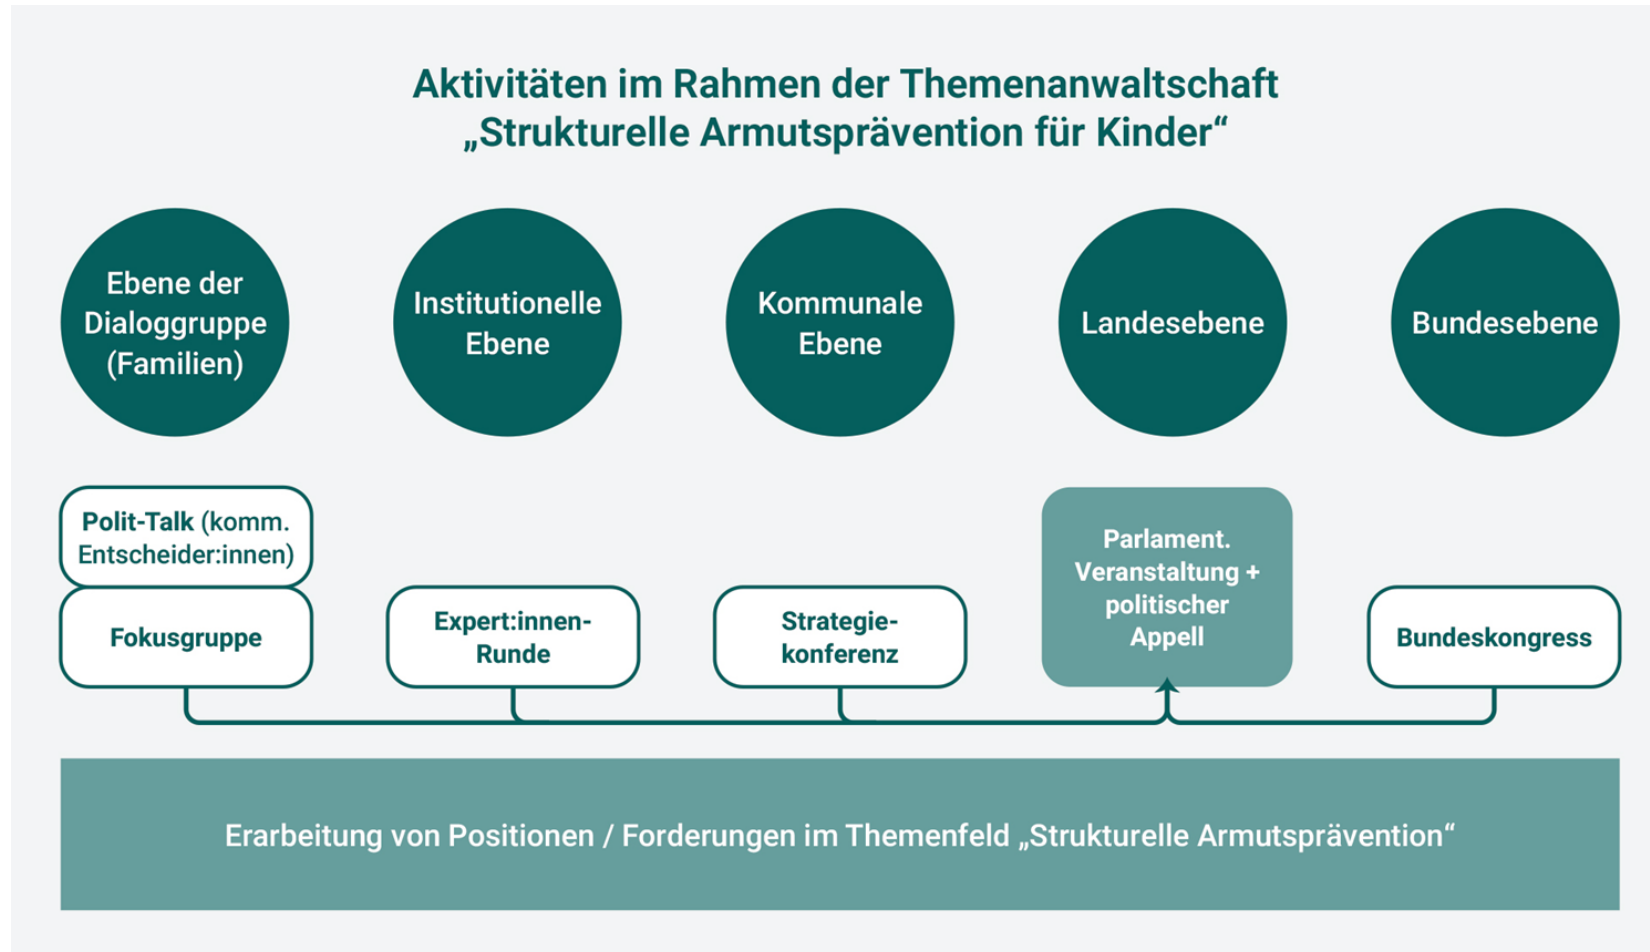 Aktivitäten im Rahmen der Themenanwaltschaft
„Strukturelle Armutsprävention für Kinder“
Ebene der
Dialoggruppe
(Familien)
Institutionelle
Ebene
Kommunale
Ebene
Landesebene
Bundesebene
Polit-Talk (komm.
Entscheider:innen)
Fokusgruppe
Expert:innen-
Runde
Strategie-
konferenz
Parlament.
Veranstaltung +
politischer
Appell
Bundeskongress
Erarbeitung von Positionen / Forderungen im Themenfeld „Strukturelle Armutsprävention“